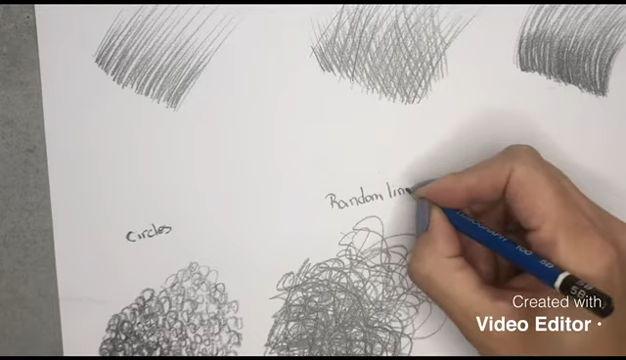 Random lin
Circles
Created with
Video Editor •